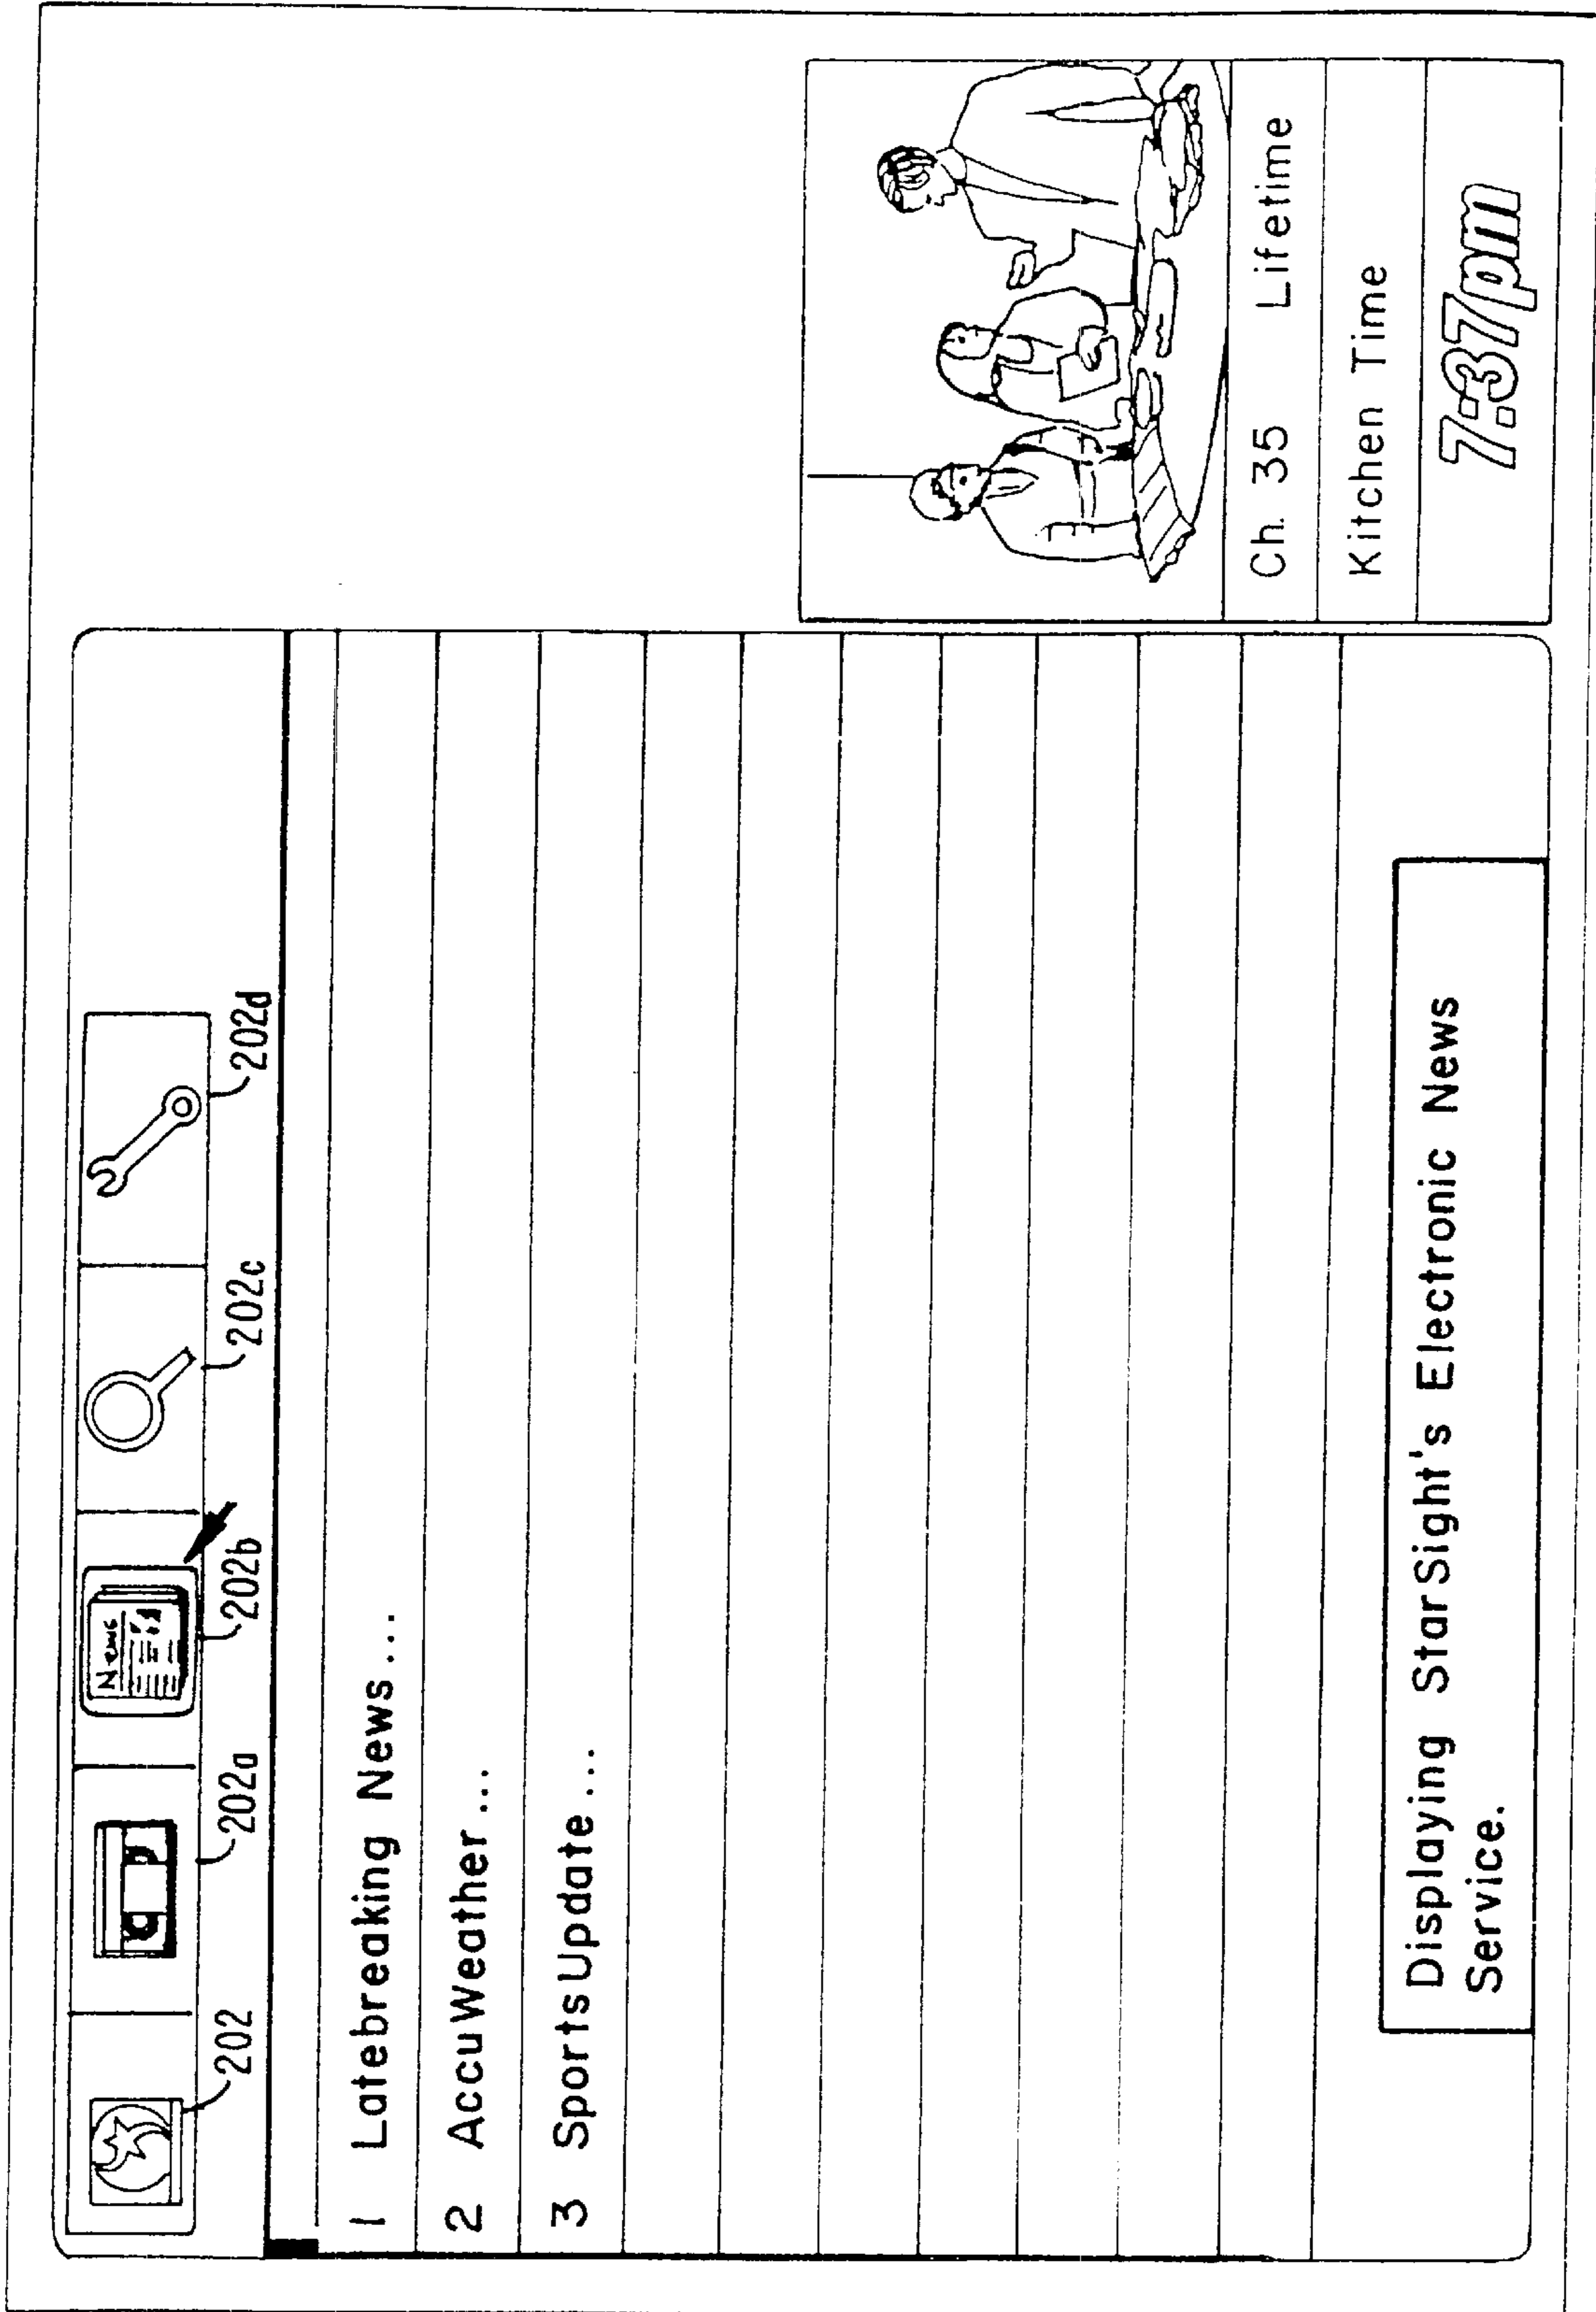 202
202a
News
202b
202c
202d
1 Latebreaking News...
2 AccuWeather...
3 SportsUpdate...
Displaying StarSight's Electronic News
Service.
Ch. 35 Lifetime
Kitchen Time
7:37pm